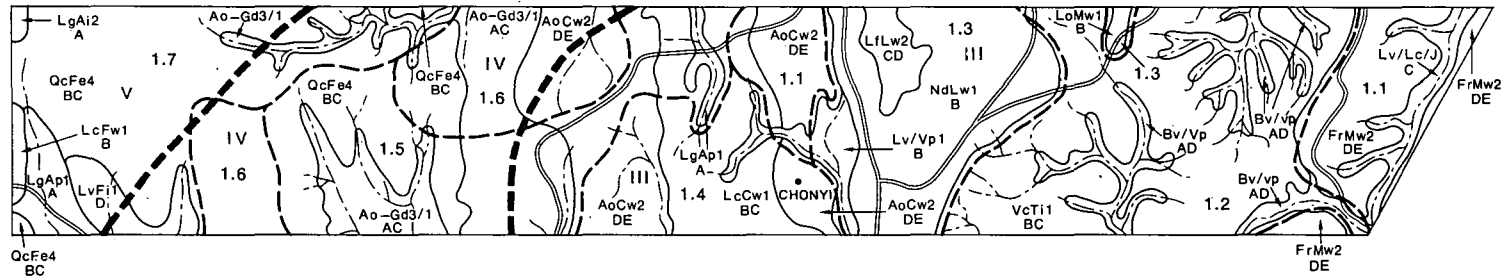 LgAi2
A
Ao-Gd3/1
1.7
QcFe4
BC
V
LcFw1
B
LgAp1
A
LvFi1
D
QcFe4
BC
IV
1.6
QcFe4
BC
1.5
Ao-Gd3/1
AC
QcFe4
BC
Ao-Gd3/1
AC
IV
1.6
AoCw2
DE
III
AoCw2
DE
1.4
LgAp1
A
1.1
AoCw2
DE
LcCw1
BC
CHONYI
AoCw2
DE
LfLw2
CD
1.3
III
NdLw1
B
Lv/Vp1
B
LoMw1
B
1.3
Bv/Vp
AD
VcTi1
BC
Bv/Vp
AD
Bv/vp
AD
1.2
FrMw2
DE
1.1
FrMw2
DE
Lv/Lc/J
C
FrMw2
DE